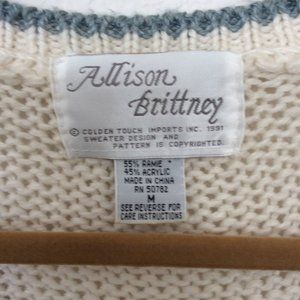 Allison
Brittney
© GOLDEN TOUCH IMPORTS INC. 1991
SWEATER DESIGN AND
PATTERN IS COPYRIGHTED.
55% RAMIE
45% ACRYLIC
MADE IN CHINA
RN 50782
M
SEE REVERSE FOR
CARE INSTRUCTIONS